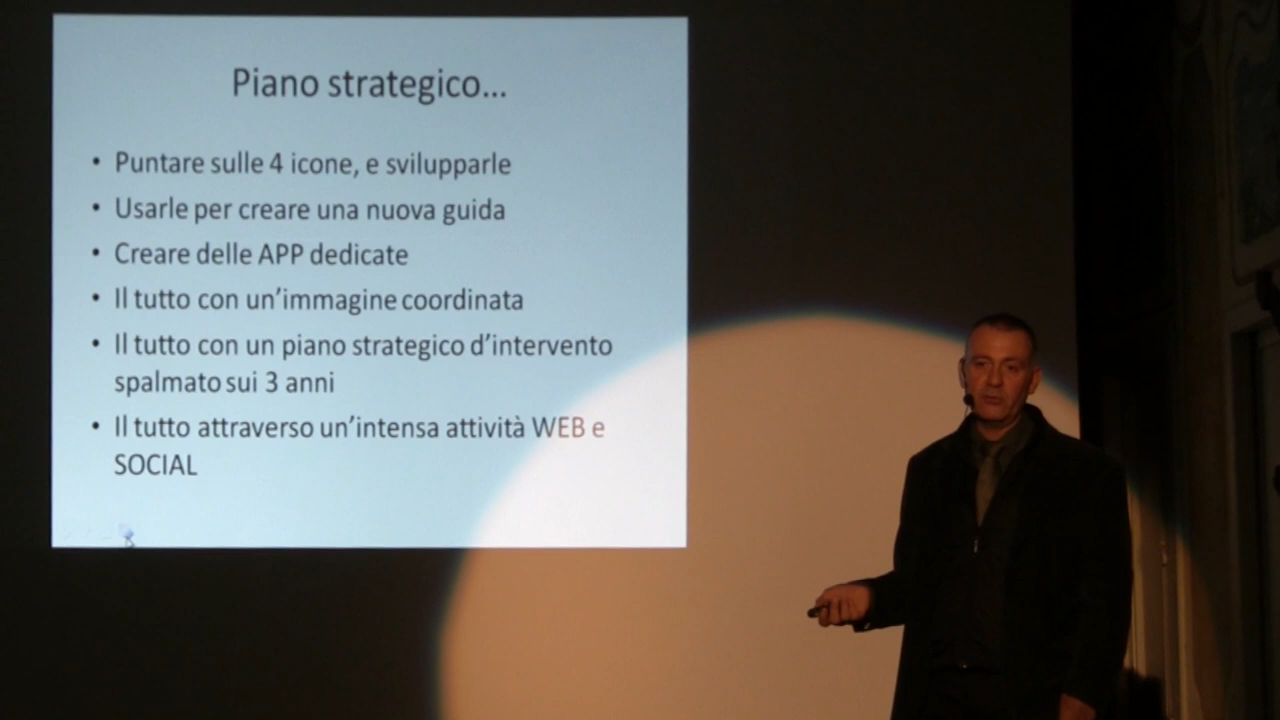 Piano strategico...
• Puntare sulle 4 icone, e svilupparle
• Usarle per creare una nuova guida
• Creare delle APP dedicate
• Il tutto con un’immagine coordinata
• Il tutto con un piano strategico d’intervento
spalmato sui 3 anni
• Il tutto attraverso un’intensa attività WEB e
SOCIAL